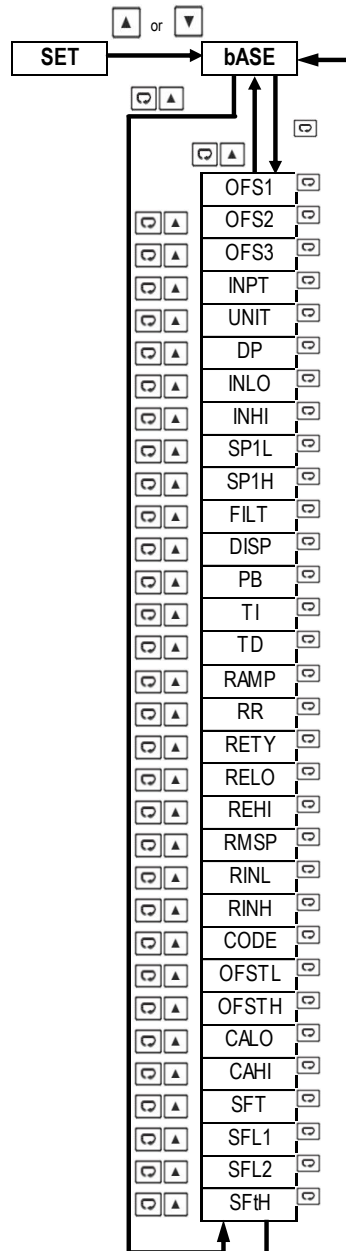 or
SET
bASE
OFS1
OFS2
OFS3
INPT
UNIT
DP
INLO
INHI
SP1L
SP1H
FILT
DISP
PB
TI
TD
RAMP
RR
RETY
RELO
REHI
RMSP
RINL
RINH
CODE
OFSTL
OFSTH
CALO
CAHI
SFT
SFL1
SFL2
SFtH